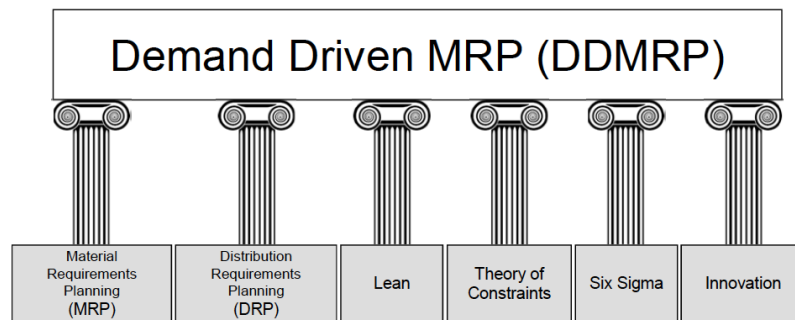 Demand Driven MRP (DDMRP)
Material
Requirements
Planning
(MRP)
Distribution
Requirements
Planning
(DRP)
Lean
Theory of
Constraints
Six Sigma
Innovation